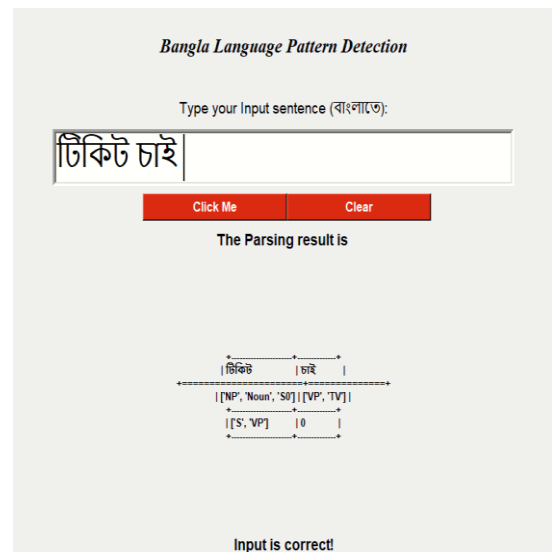 Bangla Language Pattern Detection
Type your Input sentence (বাংলাতে):
টিকিট চাই
Click Me Clear
The Parsing result is
+--------------------+------------+
|টিকিট |চাই |
+======================+==============+
|['NP', 'Noun', 'S0']|['VP', 'TV']|
+--------------------+------------+
|['S', 'VP'] |0 |
+--------------------+------------+
Input is correct!